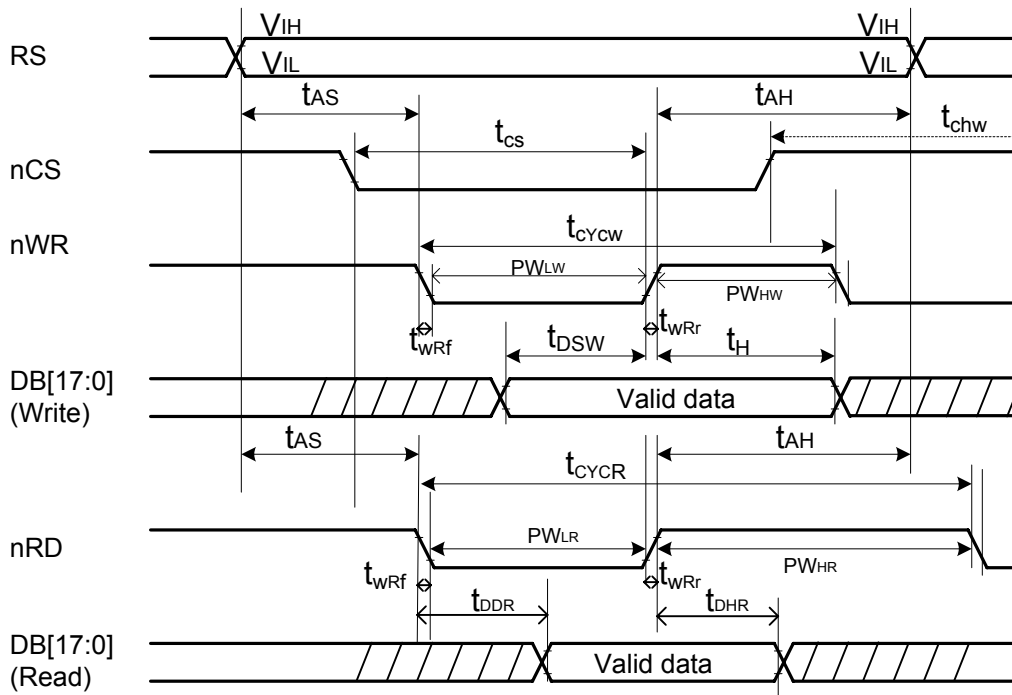 RS
VIH
VIH
VIL
VIL
tAS
tAH
tcs
tchw
nCS
nWR
tCYCW
PWLW
PWHW
twRf
twRr
tDSW
tH
DB[17:0]
(Write)
Valid data
tAS
tAH
tCYCR
nRD
PWLR
PWHR
twRf
twRr
tDDR
tDHR
DB[17:0]
(Read)
Valid data